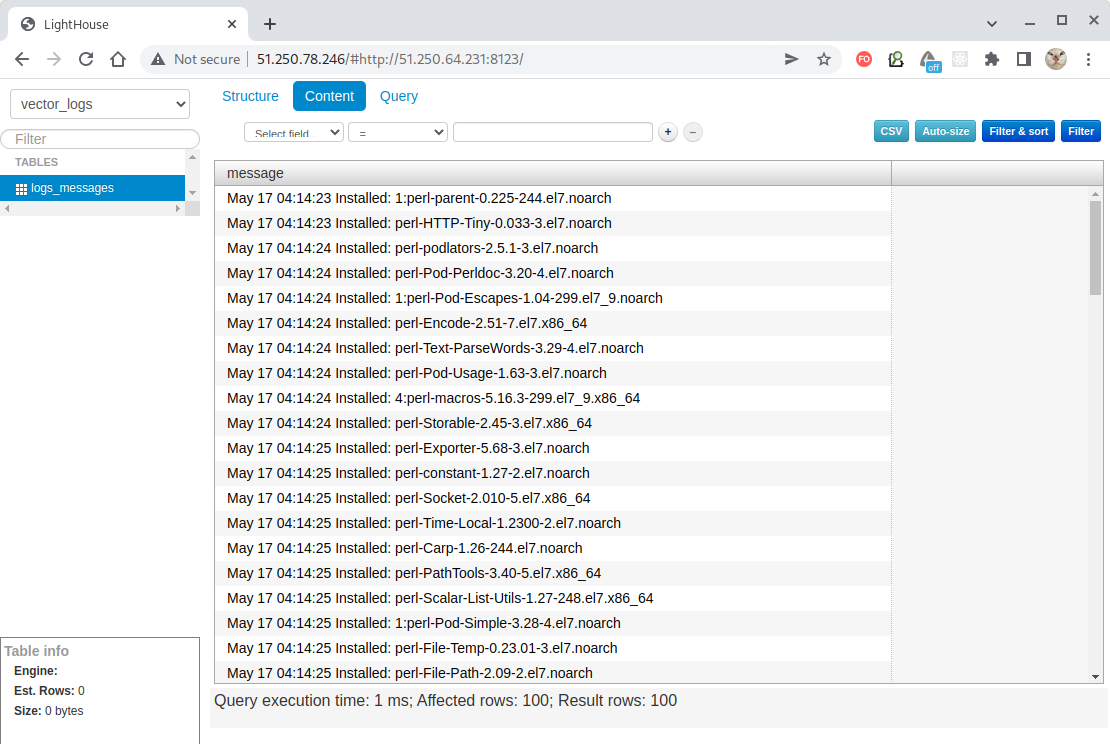 LightHouse
Not secure 51.250.78.246/#http://51.250.64.231:8123/
FO
off
vector_logs
Filter
TABLES
logs_messages
Structure Content Query
Select field = + − CSV Auto-size Filter & sort Filter
message
May 17 04:14:23 Installed: 1:perl-parent-0.225-244.el7.noarch
May 17 04:14:23 Installed: perl-HTTP-Tiny-0.033-3.el7.noarch
May 17 04:14:24 Installed: perl-podlators-2.5.1-3.el7.noarch
May 17 04:14:24 Installed: perl-Pod-Perldoc-3.20-4.el7.noarch
May 17 04:14:24 Installed: 1:perl-Pod-Escapes-1.04-299.el7_9.noarch
May 17 04:14:24 Installed: perl-Encode-2.51-7.el7.x86_64
May 17 04:14:24 Installed: perl-Text-ParseWords-3.29-4.el7.noarch
May 17 04:14:24 Installed: perl-Pod-Usage-1.63-3.el7.noarch
May 17 04:14:24 Installed: 4:perl-macros-5.16.3-299.el7_9.x86_64
May 17 04:14:24 Installed: perl-Storable-2.45-3.el7.x86_64
May 17 04:14:25 Installed: perl-Exporter-5.68-3.el7.noarch
May 17 04:14:25 Installed: perl-constant-1.27-2.el7.noarch
May 17 04:14:25 Installed: perl-Socket-2.010-5.el7.x86_64
May 17 04:14:25 Installed: perl-Time-Local-1.2300-2.el7.noarch
May 17 04:14:25 Installed: perl-Carp-1.26-244.el7.noarch
May 17 04:14:25 Installed: perl-PathTools-3.40-5.el7.x86_64
May 17 04:14:25 Installed: perl-Scalar-List-Utils-1.27-248.el7.x86_64
May 17 04:14:25 Installed: 1:perl-Pod-Simple-3.28-4.el7.noarch
May 17 04:14:25 Installed: perl-File-Temp-0.23.01-3.el7.noarch
May 17 04:14:25 Installed: perl-File-Path-2.09-2.el7.noarch
Table info
Engine:
Est. Rows: 0
Size: 0 bytes
Query execution time: 1 ms; Affected rows: 100; Result rows: 100